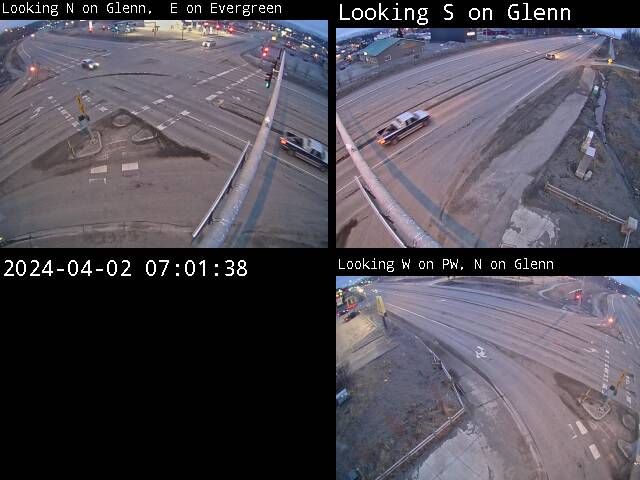 Looking N on Glenn,  E on Evergreen
Looking S on Glenn
2024-04-02 07:01:38
Looking W on PW, N on Glenn